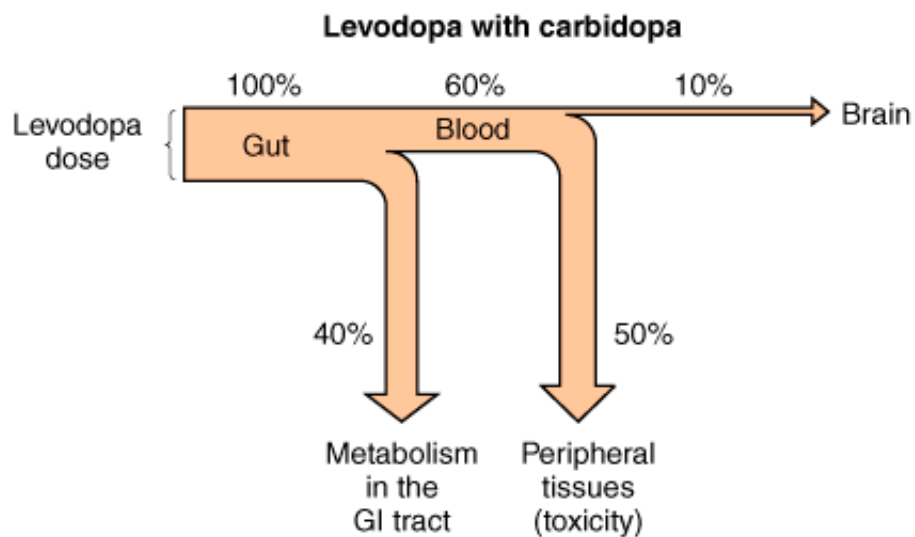 Levodopa with carbidopa
100%
60%
10%
Levodopa
dose
Gut
Blood
Brain
40%
50%
Metabolism
in the
GI tract
Peripheral
tissues
(toxicity)